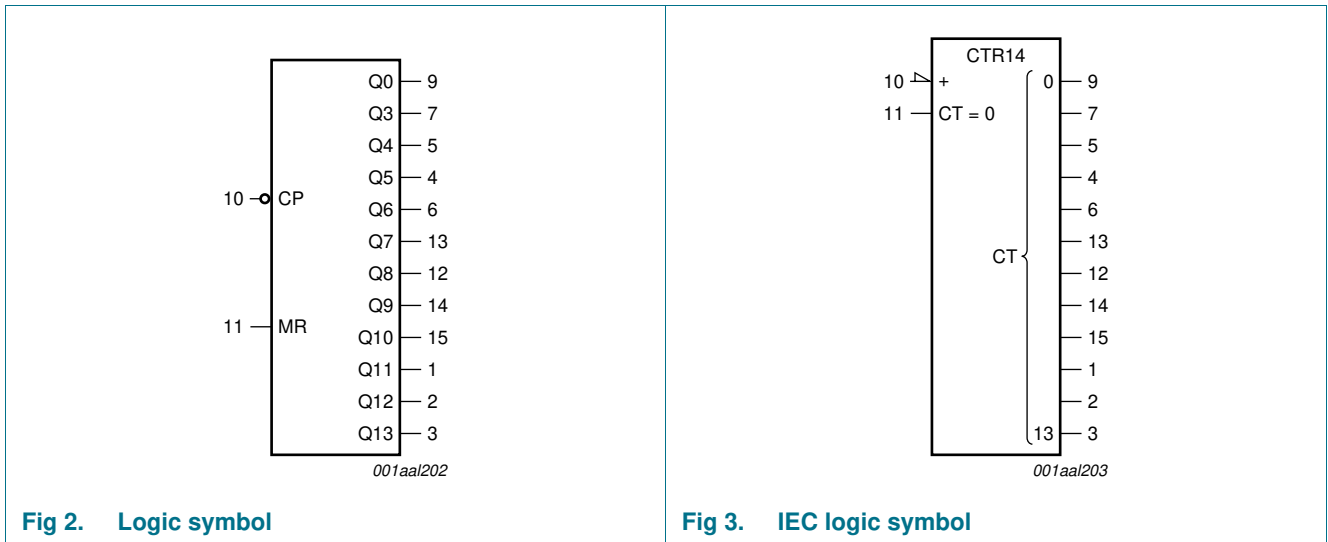 Q0 9
Q3 7
Q4 5
Q5 4
10 CP
Q6 6
Q7 13
Q8 12
Q9 14
11 MR
Q10 15
Q11 1
Q12 2
Q13 3
001aal202
Fig 2. Logic symbol
CTR14
10 + 0 9
11 CT = 0 7
5
4
6
13
CT
12
14
15
1
2
13 3
001aal203
Fig 3. IEC logic symbol